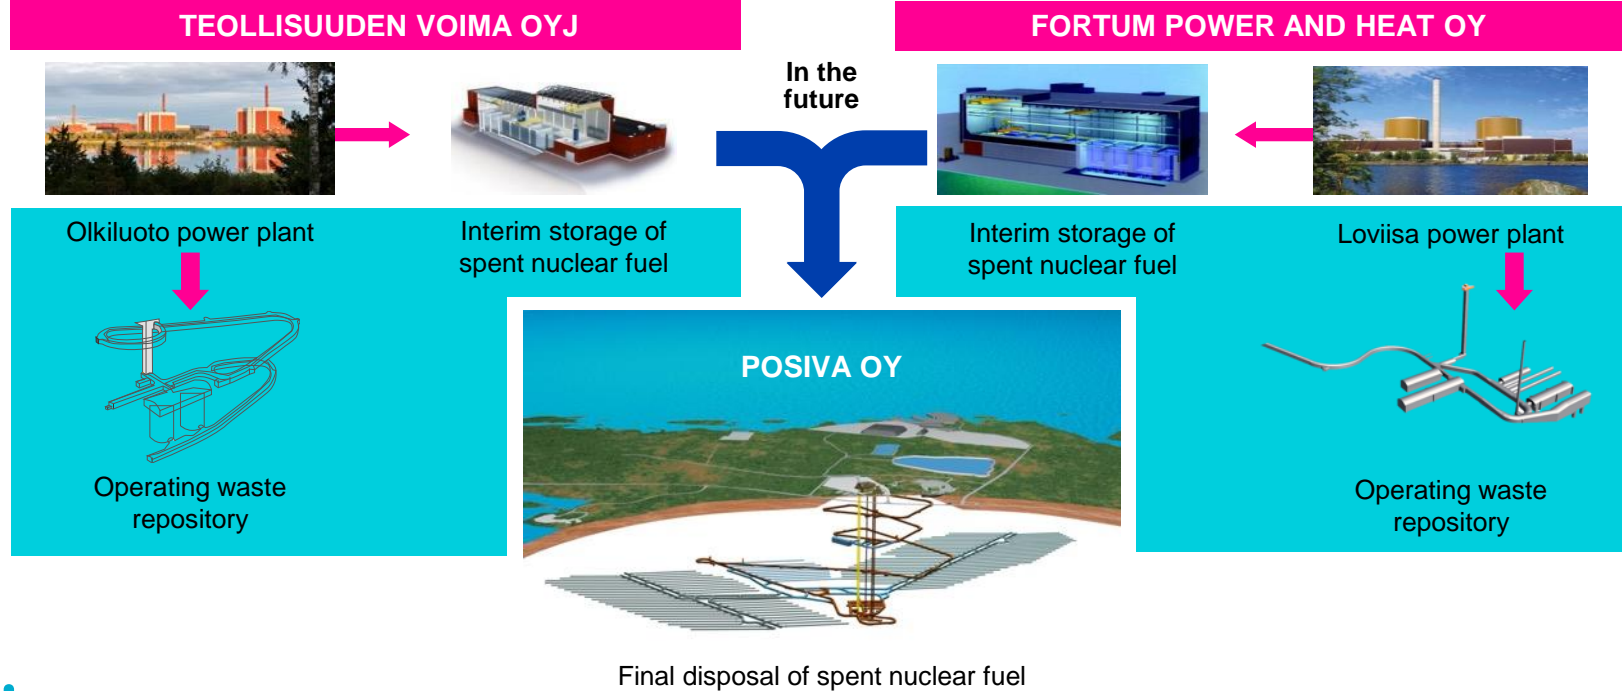 TEOLLISUUDEN VOIMA OYJ
FORTUM POWER AND HEAT OY
In the
future
Olkiluoto power plant
Interim storage of
spent nuclear fuel
Interim storage of
spent nuclear fuel
Loviisa power plant
POSIVA OY
Operating waste
repository
Operating waste
repository
Final disposal of spent nuclear fuel